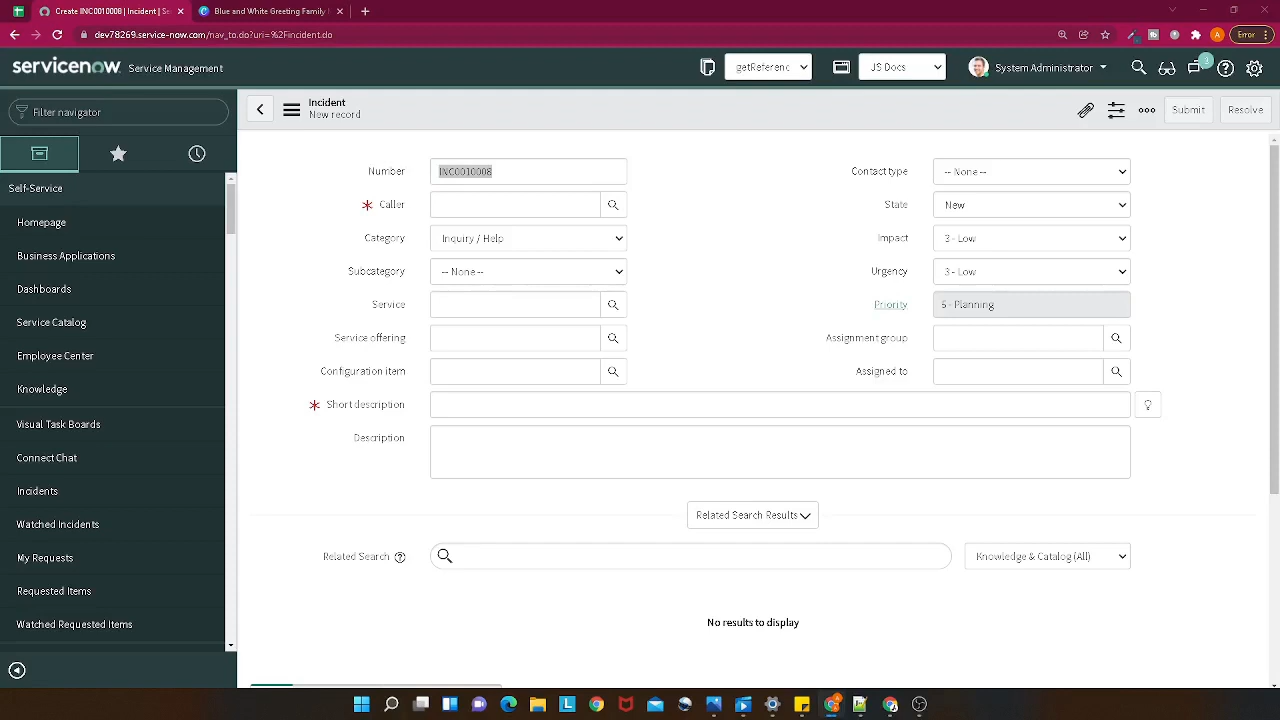 Create INC0010008 | Incident | Se
Blue and White Greeting Family
dev78269.service-now.com/nav_to.do?uri=%2Fincident.do
A
Error
servicenow Service Management
getReferenc
JS Docs
System Administrator
3
Filter navigator
Incident
New record
Submit
Resolve
Self-Service
Homepage
Business Applications
Dashboards
Service Catalog
Employee Center
Knowledge
Visual Task Boards
Connect Chat
Incidents
Watched Incidents
My Requests
Requested Items
Watched Requested Items
Number INC0010008
Contact type -- None --
Caller
State New
Category Inquiry / Help
Impact 3 - Low
Subcategory -- None --
Urgency 3 - Low
Service
Priority 5 - Planning
Service offering
Assignment group
Configuration item
Assigned to
Short description
Description
Related Search Results
Related Search
Knowledge & Catalog (All)
No results to display